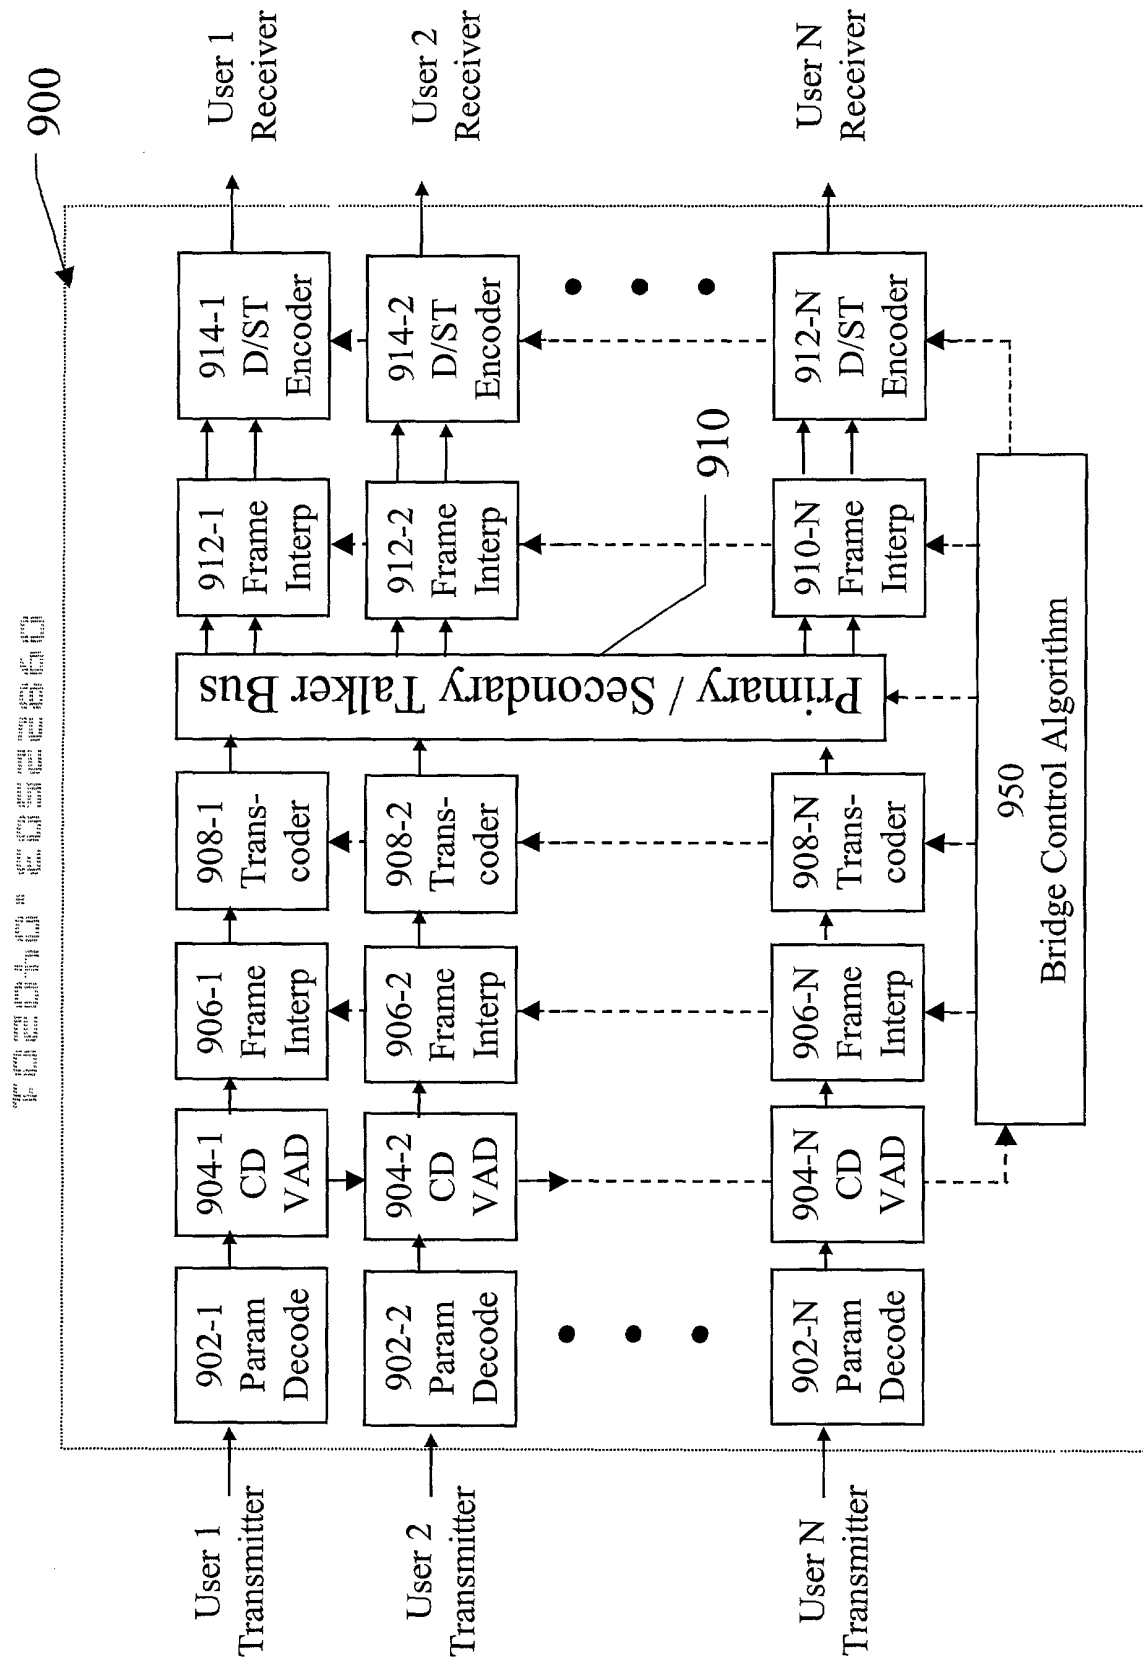 900
User 1
Transmitter
902-1
Param
Decode
904-1
CD
VAD
906-1
Frame
Interp
908-1
Trans-
coder
912-1
Frame
Interp
914-1
D/ST
Encoder
User 1
Receiver
User 2
Transmitter
902-2
Param
Decode
904-2
CD
VAD
906-2
Frame
Interp
908-2
Trans-
coder
Primary / Secondary Talker Bus
912-2
Frame
Interp
914-2
D/ST
Encoder
User 2
Receiver
910
User N
Transmitter
902-N
Param
Decode
904-N
CD
VAD
906-N
Frame
Interp
908-N
Trans-
coder
910-N
Frame
Interp
912-N
D/ST
Encoder
User N
Receiver
950
Bridge Control Algorithm